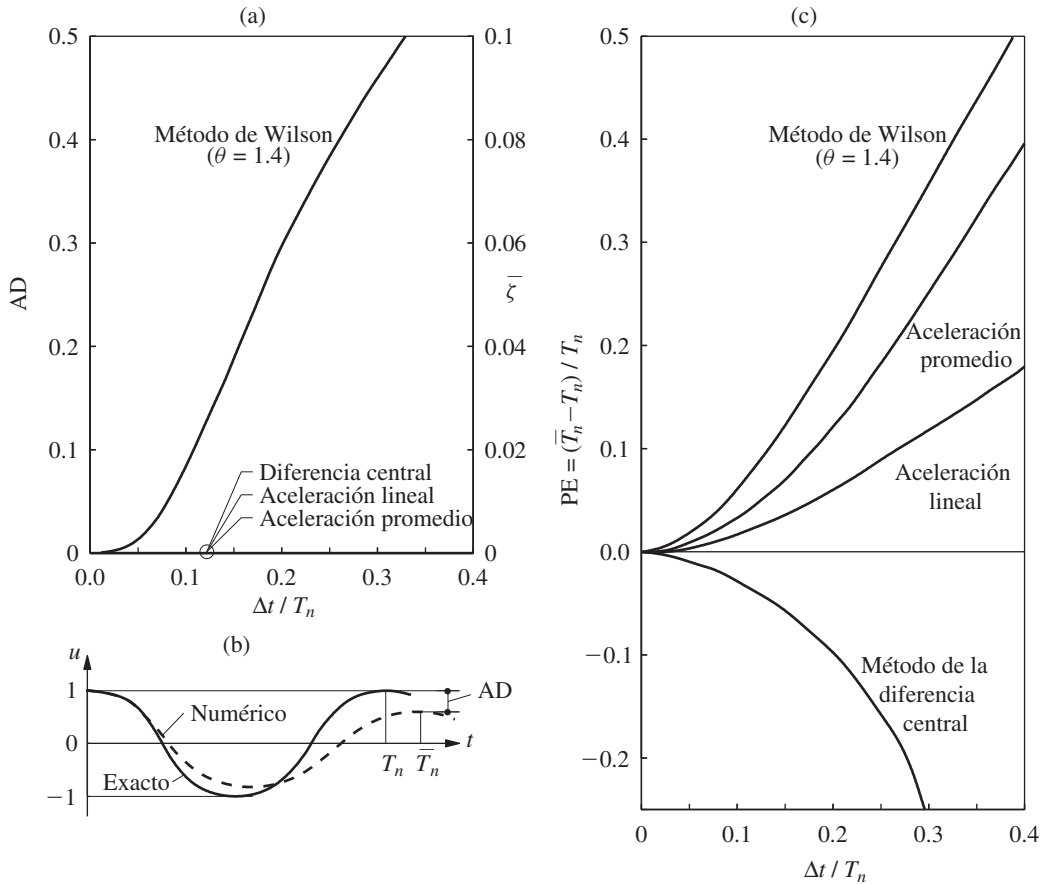 (a)
0.5
0.4
0.3
0.2
0.1
0
AD
0.1
0.08
0.06
0.04
0.02
0
ζ̅
Método de Wilson
(θ = 1.4)
Diferencia central
Aceleración lineal
Aceleración promedio
0.0
0.1
0.2
0.3
0.4
Δt / Tₙ
(b)
u
1
0
−1
Numérico
Exacto
AD
t
Tₙ
T̅ₙ
(c)
0.5
0.4
0.3
0.2
0.1
0.0
−0.1
−0.2
PE = (T̅ₙ − Tₙ) / Tₙ
Método de Wilson
(θ = 1.4)
Aceleración
promedio
Aceleración
lineal
Método de la
diferencia
central
0
0.1
0.2
0.3
0.4
Δt / Tₙ